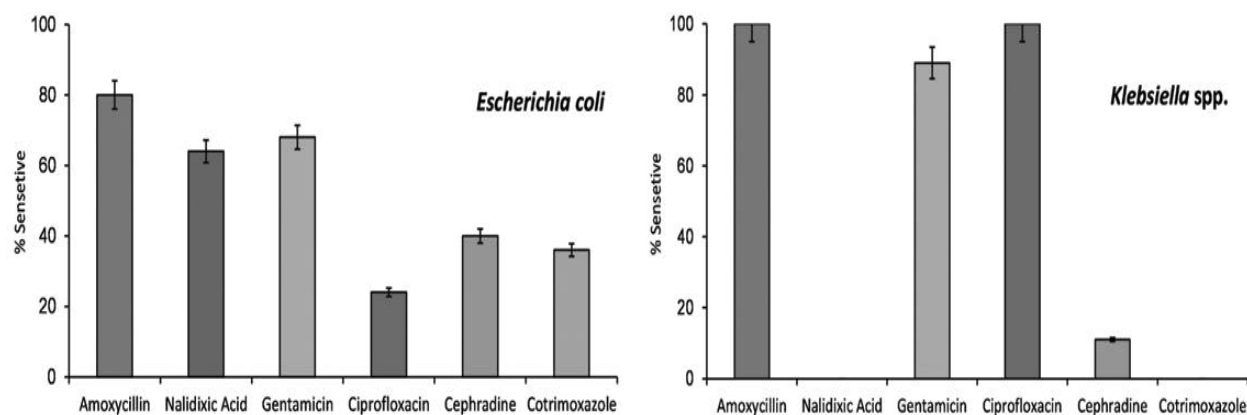 100
80
60
40
20
0
% Sensetive
Escherichia coli
Amoxycillin Nalidixic Acid Gentamicin Ciprofloxacin Cephradine Cotrimoxazole
100
80
60
40
20
0
% Sensetive
Klebsiella spp.
Amoxycillin Nalidixic Acid Gentamicin Ciprofloxacin Cephradine Cotrimoxazole